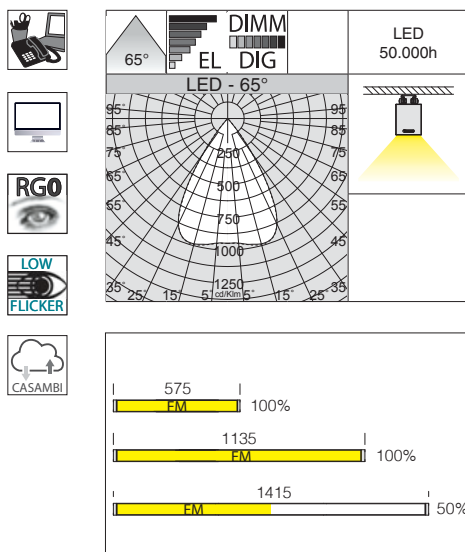 RG0
LOW
FLICKER
CASAMBI
65°
EL
DIMM
DIG
LED
50.000h
LED - 65°
95° 95
85° 85
75° 75
65° 65
55 55
45° 45
35° 25° 15° 5° 5° 15° 25° 35
250
500
750
1000
1250
cd/Klm
575
EM 100%
1135
EM 100%
1415
EM 50%